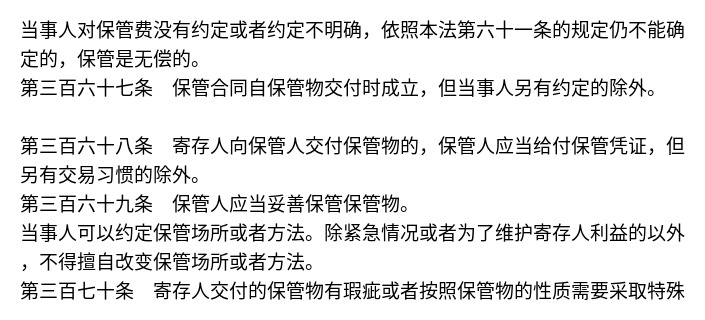 当事人对保管费没有约定或者约定不明确，依照本法第六十一条的规定仍不能确
定的，保管是无偿的。
第三百六十七条　保管合同自保管物交付时成立，但当事人另有约定的除外。
第三百六十八条　寄存人向保管人交付保管物的，保管人应当给付保管凭证，但
另有交易习惯的除外。
第三百六十九条　保管人应当妥善保管保管物。
当事人可以约定保管场所或者方法。除紧急情况或者为了维护寄存人利益的以外
，不得擅自改变保管场所或者方法。
第三百七十条　寄存人交付的保管物有瑕疵或者按照保管物的性质需要采取特殊